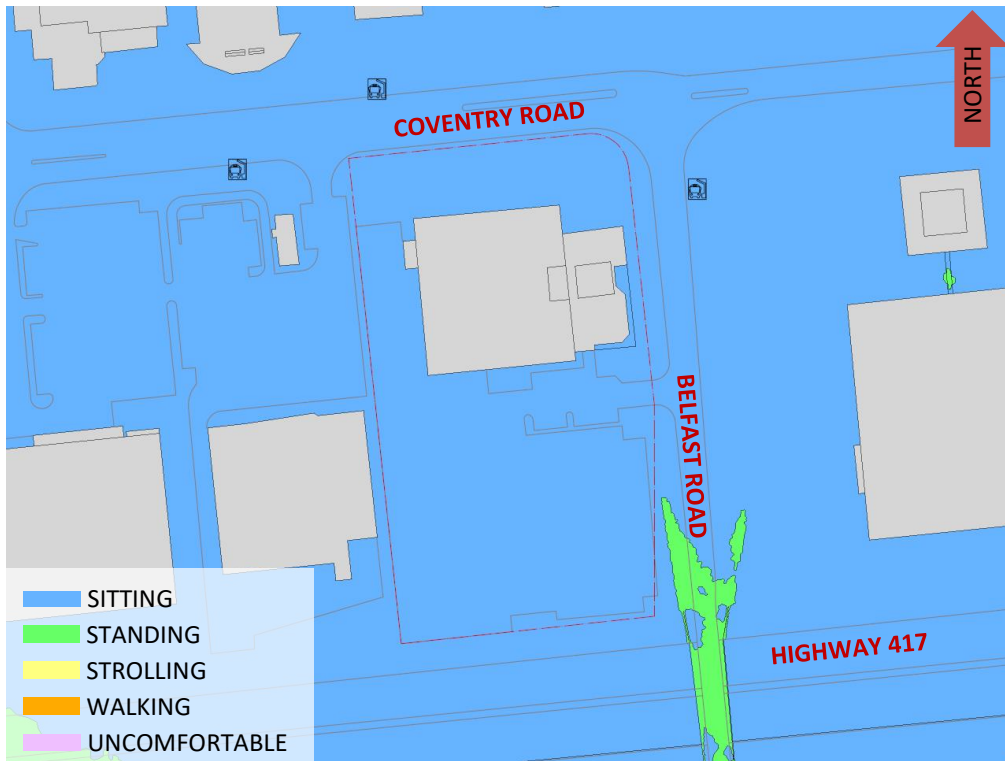 NORTH
COVENTRY ROAD
BELFAST ROAD
HIGHWAY 417
SITTING
STANDING
STROLLING
WALKING
UNCOMFORTABLE